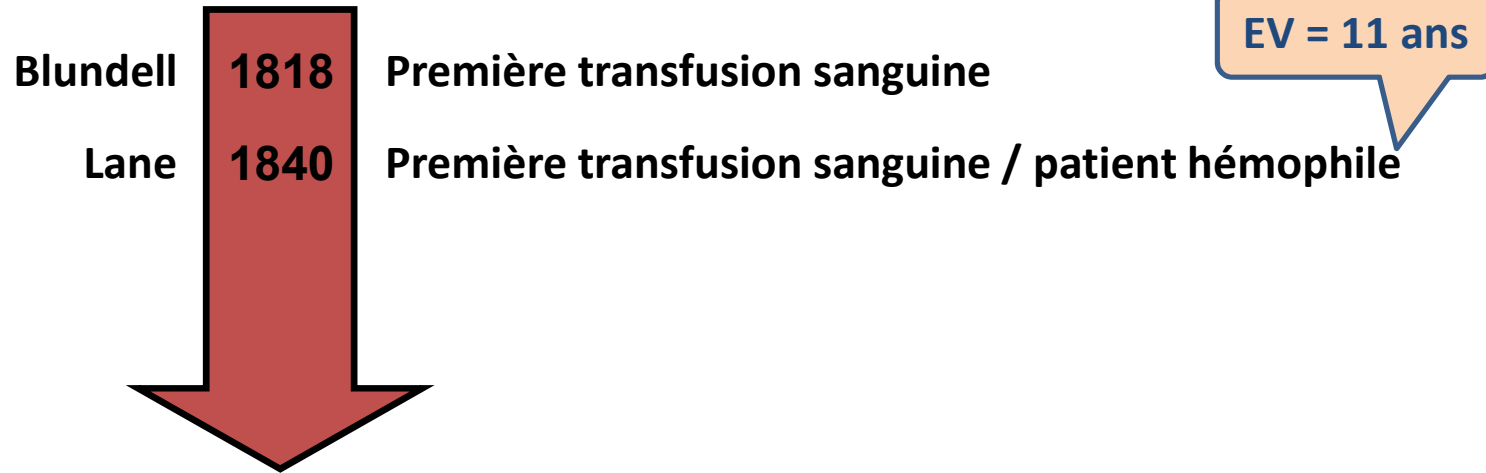 EV = 11 ans
Blundell 1818 Première transfusion sanguine
Lane 1840 Première transfusion sanguine / patient hémophile